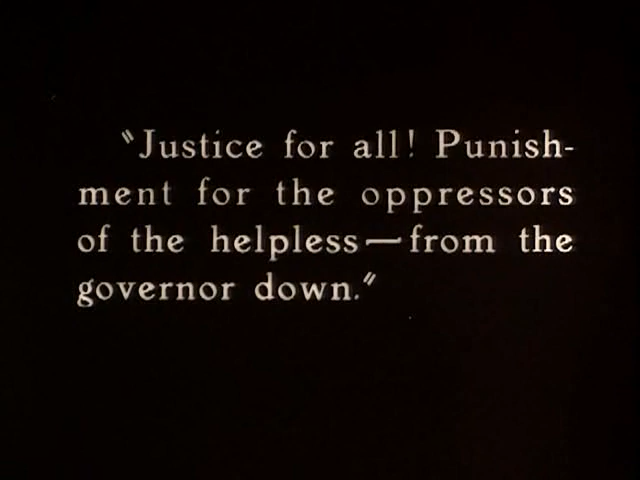 "Justice for all! Punish-
ment for the oppressors
of the helpless—from the
governor down."